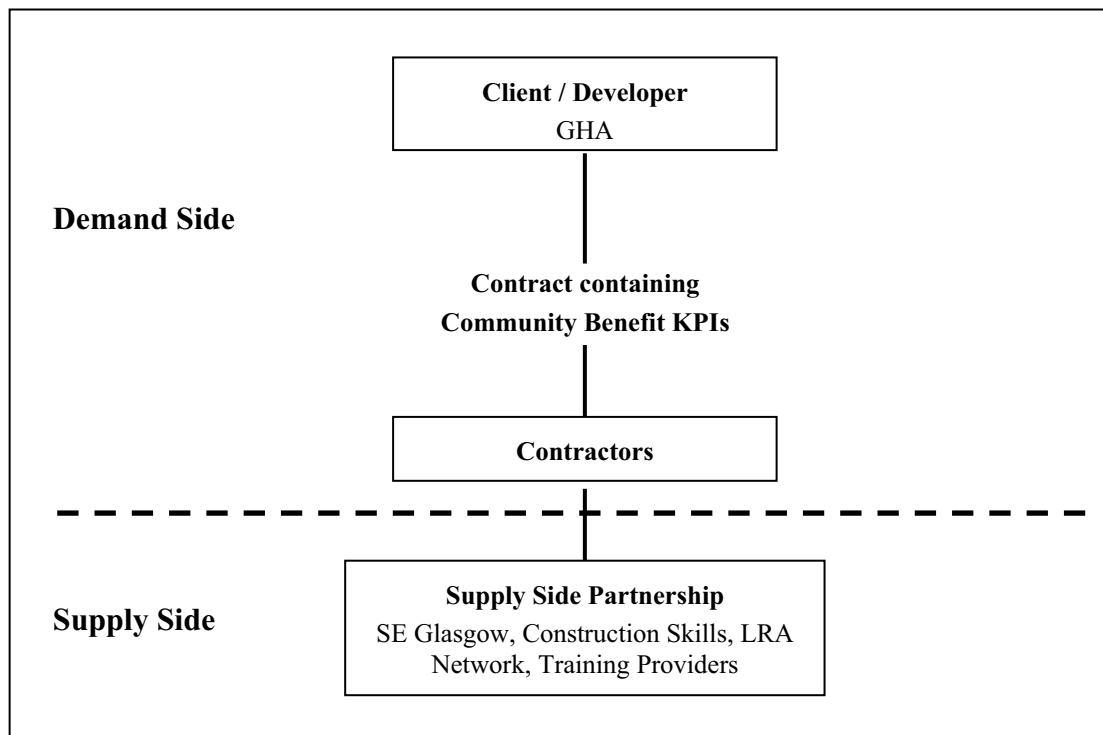 Client / Developer
GHA
Demand Side
Contract containing
Community Benefit KPIs
Contractors
Supply Side Partnership
Supply Side
SE Glasgow, Construction Skills, LRA
Network, Training Providers